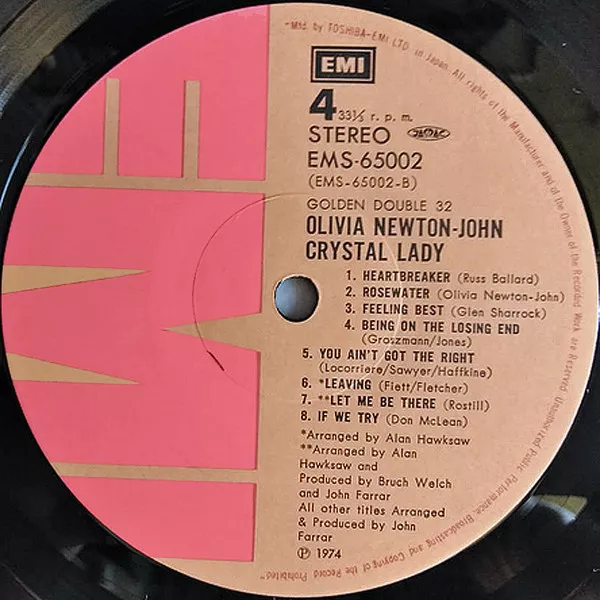 "Mfd. by TOSHIBA-EMI LTD. in Japan. All rights of the Manufacturer and of the Owner of the Recorded Work are Reserved. Unauthorized Public Performance, Broadcasting and Copying of the Record Prohibited"
EMI
4 33⅓ r. p. m.
STEREO JASRAC
EMS-65002
(EMS-65002-B)
GOLDEN DOUBLE 32
OLIVIA NEWTON-JOHN
CRYSTAL LADY
1. HEARTBREAKER (Russ Ballard)
2. ROSEWATER (Olivia Newton-John)
3. FEELING BEST (Glen Sharrock)
4. BEING ON THE LOSING END
(Groszmann/Jones)
5. YOU AIN'T GOT THE RIGHT
(Locorriere/Sawyer/Haffkine)
6. *LEAVING (Fiett/Fletcher)
7. **LET ME BE THERE (Rostill)
8. IF WE TRY (Don McLean)
*Arranged by Alan Hawksaw
**Arranged by Alan
Hawksaw and
Produced by Bruch Welch
and John Farrar
All other titles Arranged
& Produced by John
Farrar
Ⓟ 1974